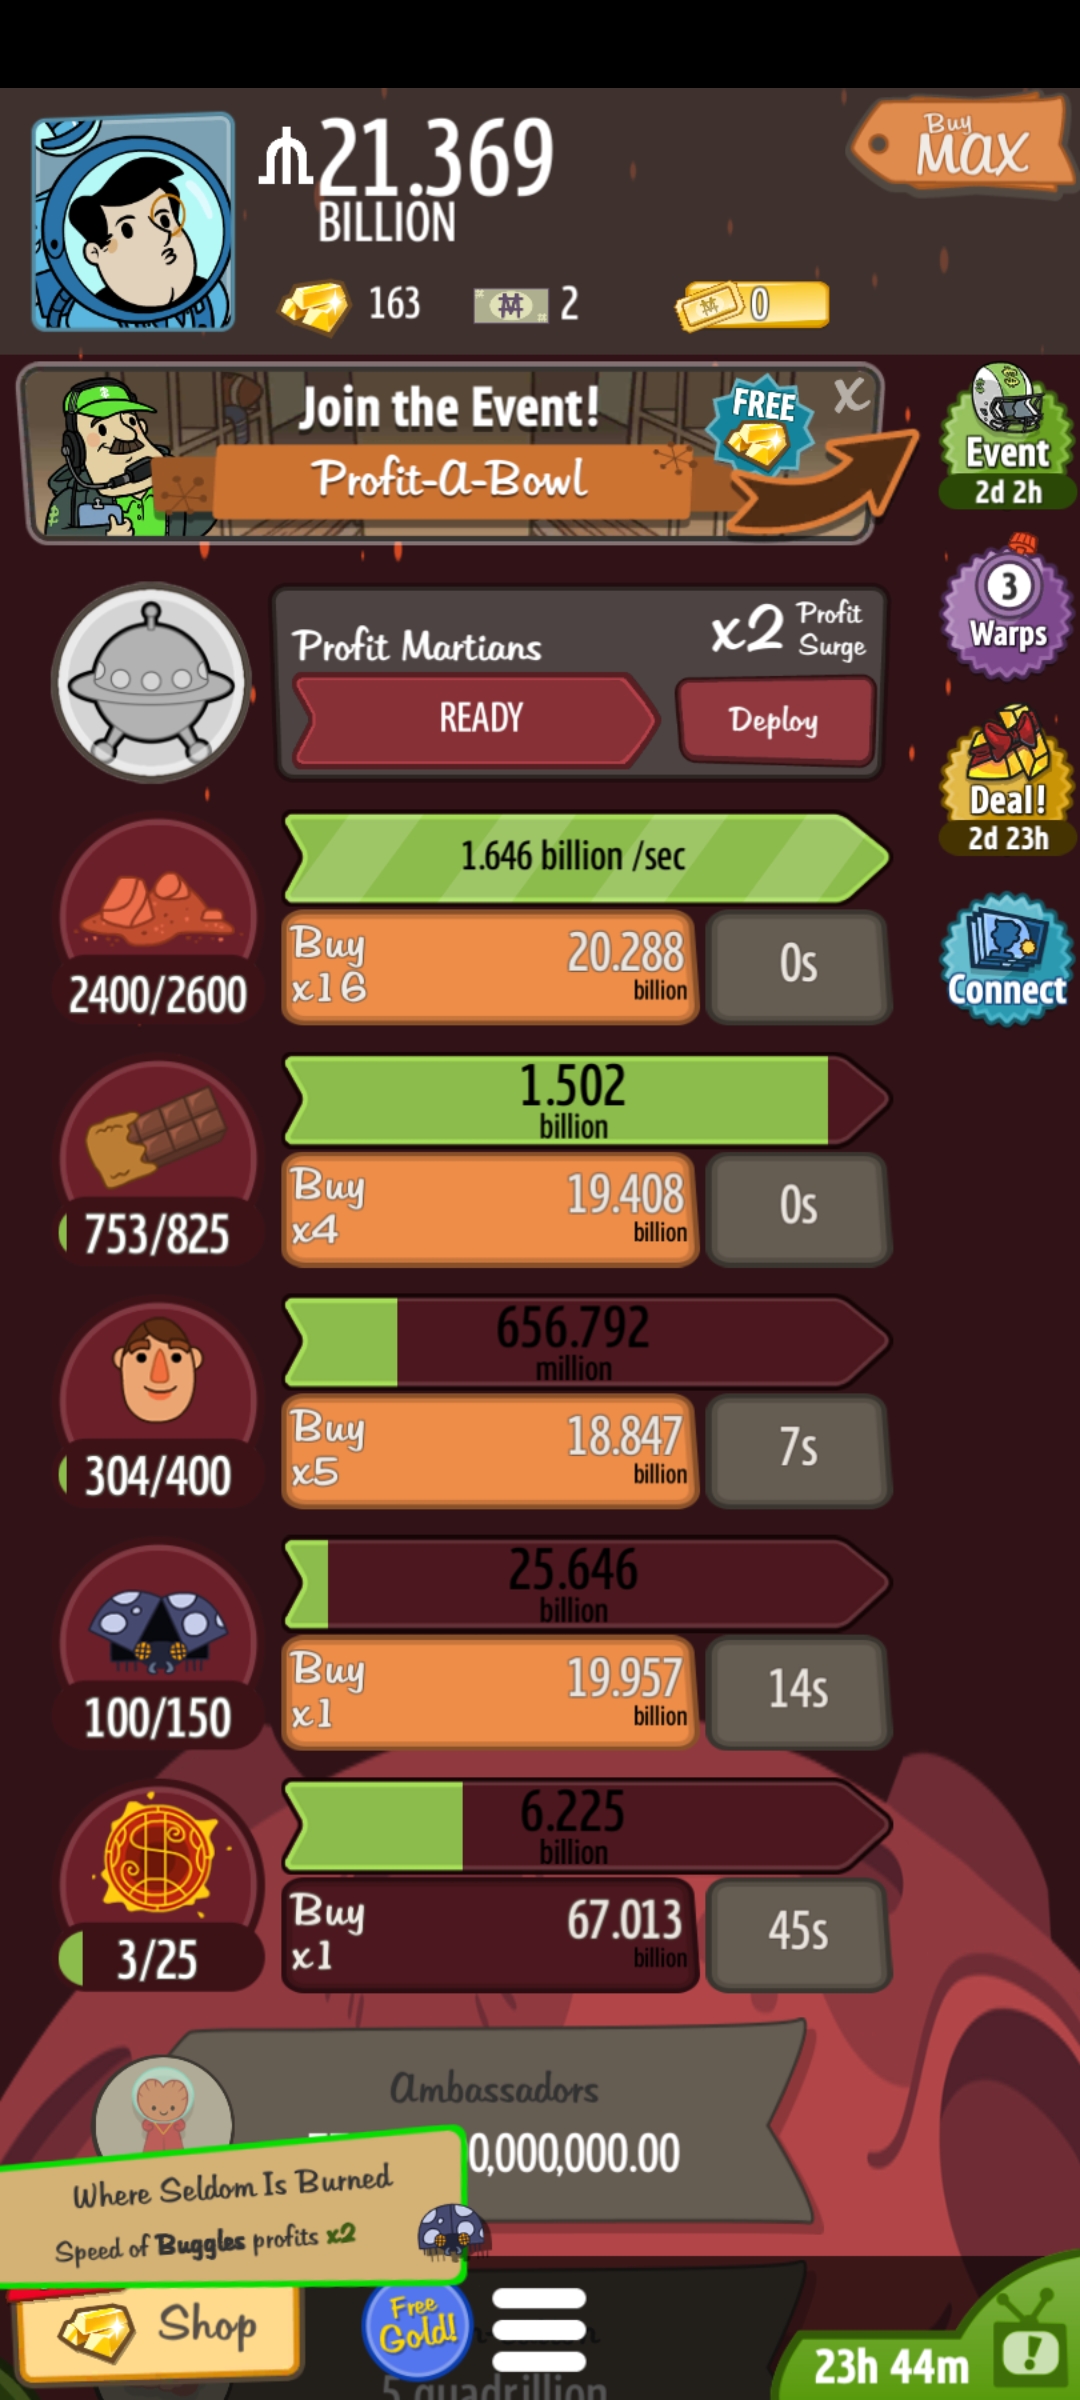 21.369
BILLION
Buy
MAX
163
2
0
Join the Event!
Profit-A-Bowl
FREE
X
Event
2d 2h
3
Warps
Deal!
2d 23h
Connect
Profit Martians
x2 Profit Surge
READY
Deploy
1.646 billion /sec
2400/2600
Buy
x16
20.288
billion
0s
1.502
billion
753/825
Buy
x4
19.408
billion
0s
656.792
million
304/400
Buy
x5
18.847
billion
7s
25.646
billion
100/150
Buy
x1
19.957
billion
14s
6.225
billion
3/25
Buy
x1
67.013
billion
45s
Ambassadors
0,000,000.00
Where Seldom Is Burned
Speed of Buggles profits x2
Shop
Free
Gold!
23h 44m
5 quadrillion